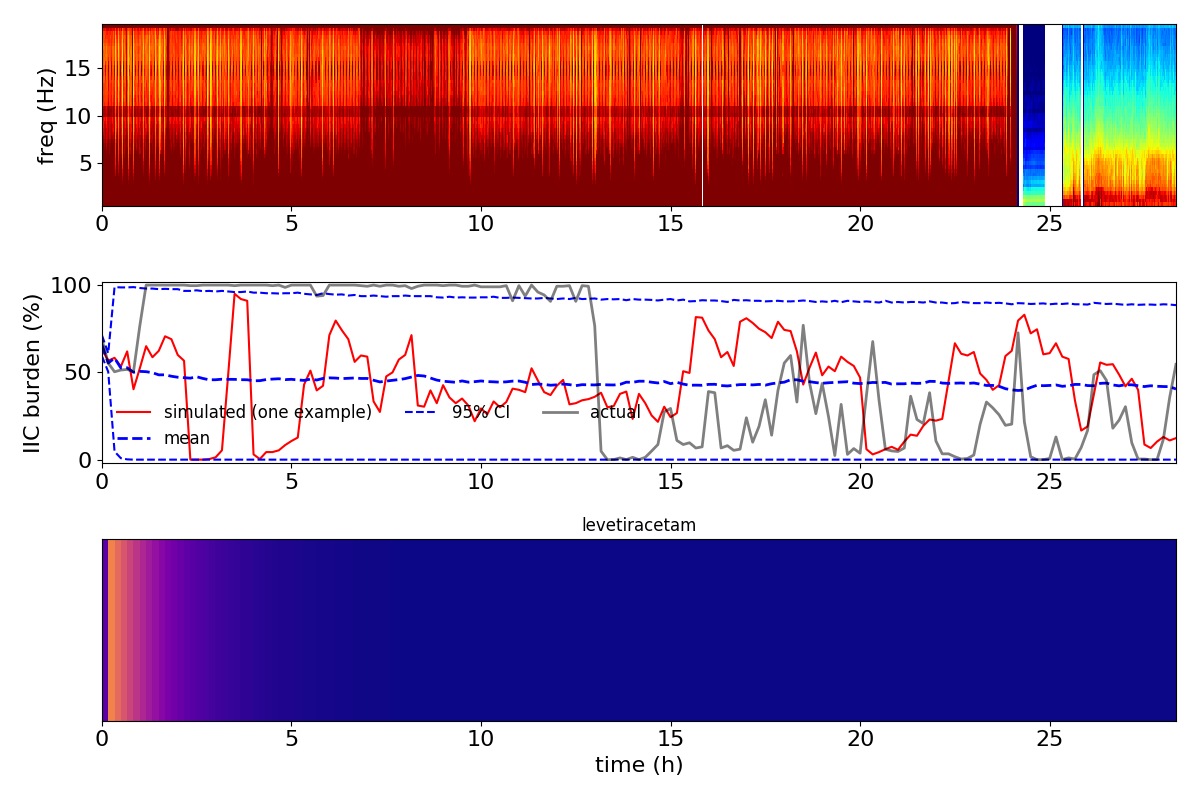 freq (Hz)
15
10
5
0 5 10 15 20 25
IIC burden (%)
100
50
0
simulated (one example) 95% CI actual
mean
0 5 10 15 20 25
levetiracetam
0 5 10 15 20 25
time (h)